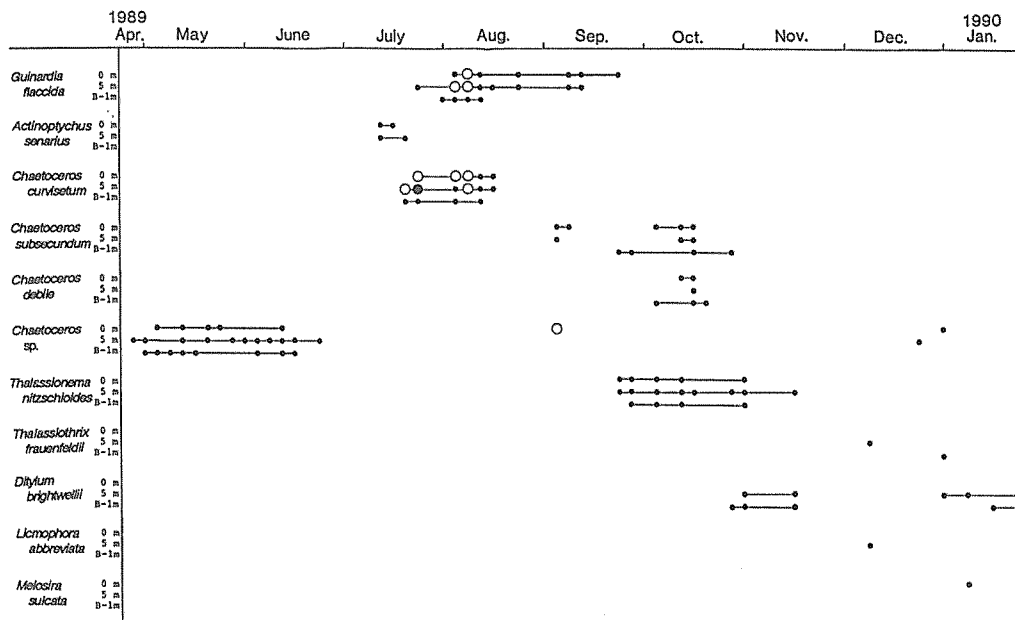 1989 1990
Apr. May June July Aug. Sep. Oct. Nov. Dec. Jan.
Guinardia 0 m
flaccida 5 m
B-1m
Actinoptychus 0 m
senarius 5 m
B-1m
Chaetoceros 0 m
curvisetum 5 m
B-1m
Chaetoceros 0 m
subsecundum 5 m
B-1m
Chaetoceros 0 m
debile 5 m
B-1m
Chaetoceros 0 m
sp. 5 m
B-1m
Thalassionema 0 m
nitzschioides 5 m
B-1m
Thalassiothrix 0 m
frauenfeldii 5 m
B-1m
Ditylum 0 m
brightwellii 5 m
B-1m
Licmophora 0 m
abbreviata 5 m
B-1m
Melosira 0 m
sulcata 5 m
B-1m